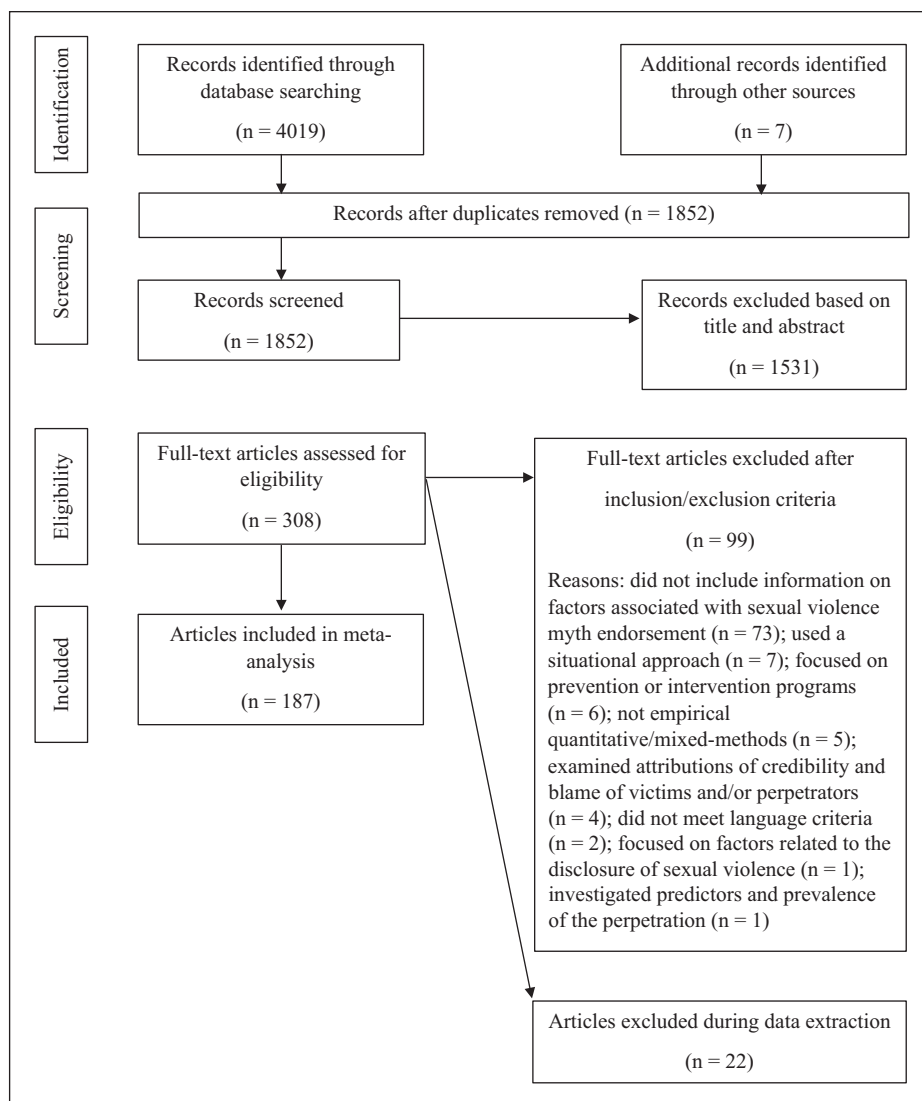 Identification
Records identified through
database searching
(n = 4019)
Additional records identified
through other sources
(n = 7)
Screening
Records after duplicates removed (n = 1852)
Records screened
(n = 1852)
Records excluded based on
title and abstract
(n = 1531)
Eligibility
Full-text articles assessed for
eligibility
(n = 308)
Full-text articles excluded after
inclusion/exclusion criteria
(n = 99)
Reasons: did not include information on
factors associated with sexual violence
myth endorsement (n = 73); used a
situational approach (n = 7); focused on
prevention or intervention programs
(n = 6); not empirical
quantitative/mixed-methods (n = 5);
examined attributions of credibility and
blame of victims and/or perpetrators
(n = 4); did not meet language criteria
(n = 2); focused on factors related to the
disclosure of sexual violence (n = 1);
investigated predictors and prevalence
of the perpetration (n = 1)
Included
Articles included in meta-
analysis
(n = 187)
Articles excluded during data extraction
(n = 22)